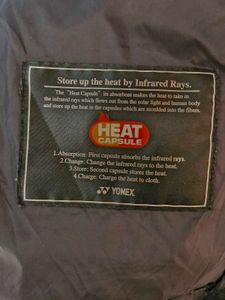 Store up the heat by Infrared Rays.
The "Heat Capsule" its absorbent makes the heat to take in
the infrared rays which flows out from the solar light and human body
and store up the heat in the capsules which are moulded into the fibers.
HEAT
CAPSULE
1.Absorption: First capsule absorbs the infrared rays.
2.Change: Change the infrared rays to the heat.
3.Store: Second capsule stores the heat.
4.Charge: Charge the heat to cloth.
YONEX